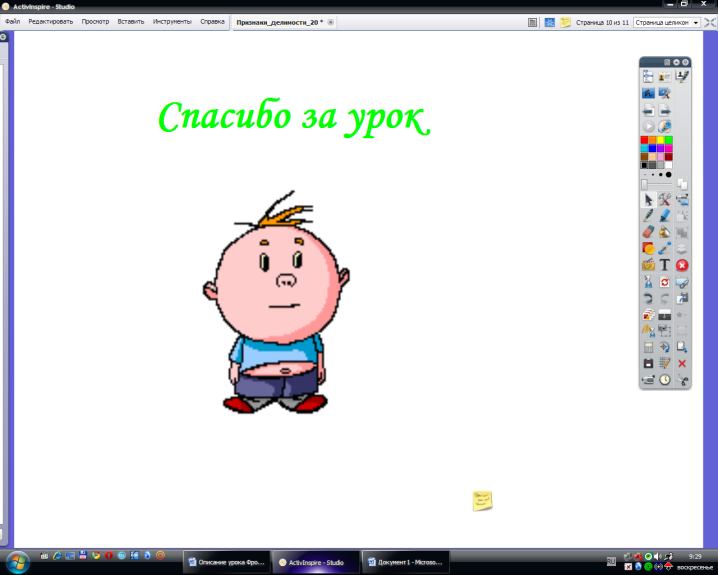 ActivInspire - Studio
Файл Редактировать Просмотр Вставить Инструменты Справка Признаки_делимости_20 * Страница 10 из 11 Страница целиком
Спасибо за урок
T
Описание урока Фро... ActivInspire - Studio Документ 1 - Microso... 9:29
воскресенье